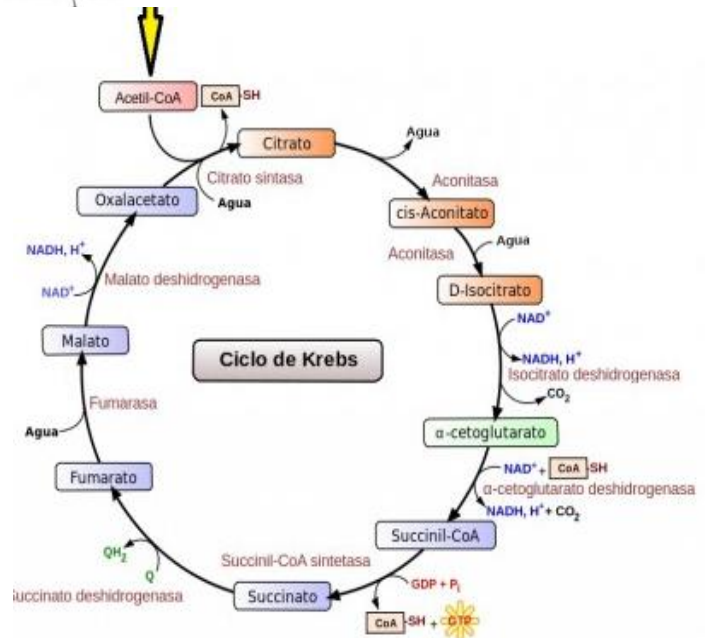 Acetil-CoA
CoA-SH
Citrato
Agua
Citrato sintasa
Agua
Aconitasa
cis-Aconitato
Agua
Aconitasa
D-Isocitrato
NAD+
NADH, H+
Isocitrato deshidrogenasa
CO2
α-cetoglutarato
NAD+ + CoA-SH
α-cetoglutarato deshidrogenasa
NADH, H+ + CO2
Succinil-CoA
Succinil-CoA sintetasa
GDP + Pi
CoA-SH + GTP
Succinato
Q
QH2
deshidrogenasa
Fumarato
Agua
Fumarasa
Malato
NAD+
NADH, H+
Malato deshidrogenasa
Oxalacetato
Ciclo de Krebs